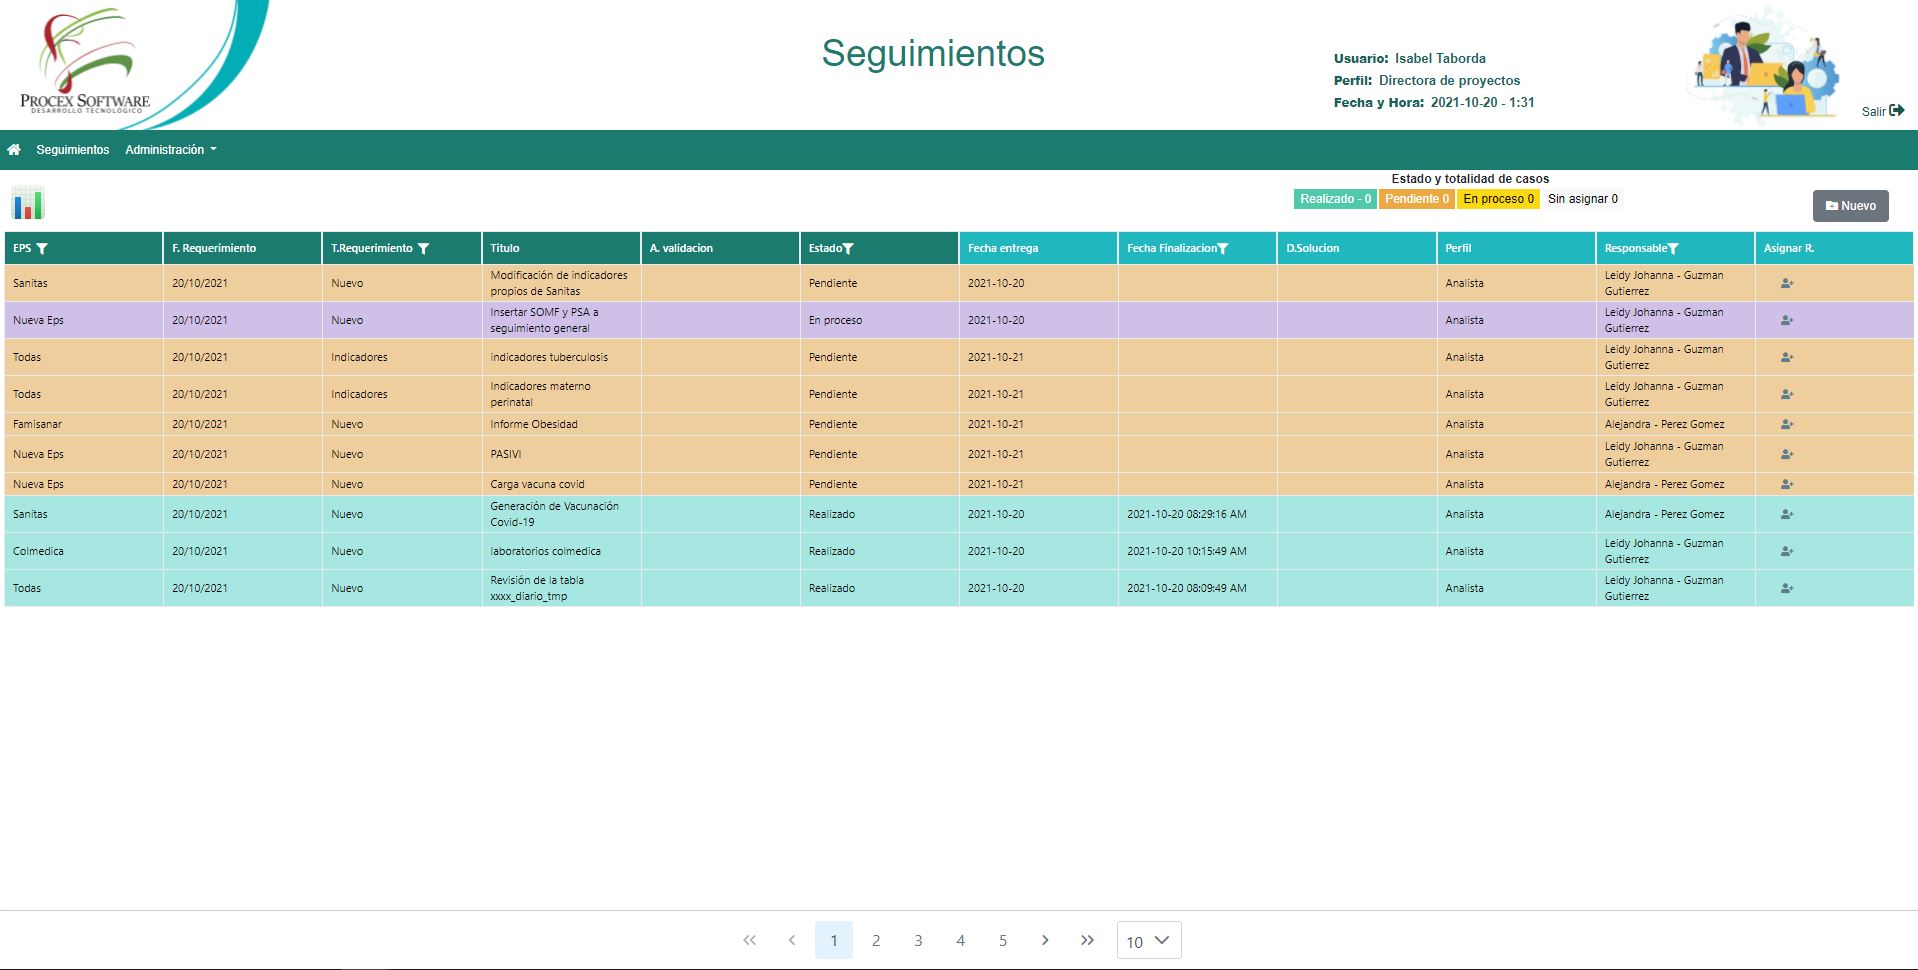 PROCEX SOFTWARE
DESARROLLO TECNOLÓGICO
Seguimientos
Usuario: Isabel Taborda
Perfil: Directora de proyectos
Fecha y Hora: 2021-10-20 - 1:31
Salir
Seguimientos Administración
Estado y totalidad de casos
Realizado - 0 Pendiente 0 En proceso 0 Sin asignar 0
Nuevo
EPS F. Requerimiento T.Requerimiento Titulo A. validacion Estado Fecha entrega Fecha Finalizacion D.Solucion Perfil Responsable Asignar R.
Sanitas 20/10/2021 Nuevo Modificación de indicadores propios de Sanitas Pendiente 2021-10-20 Analista Leidy Johanna - Guzman Gutierrez
Nueva Eps 20/10/2021 Nuevo Insertar SOMF y PSA a seguimiento general En proceso 2021-10-20 Analista Leidy Johanna - Guzman Gutierrez
Todas 20/10/2021 Indicadores indicadores tuberculosis Pendiente 2021-10-21 Analista Leidy Johanna - Guzman Gutierrez
Todas 20/10/2021 Indicadores Indicadores materno perinatal Pendiente 2021-10-21 Analista Leidy Johanna - Guzman Gutierrez
Famisanar 20/10/2021 Nuevo Informe Obesidad Pendiente 2021-10-21 Analista Alejandra - Perez Gomez
Nueva Eps 20/10/2021 Nuevo PASIVI Pendiente 2021-10-21 Analista Leidy Johanna - Guzman Gutierrez
Nueva Eps 20/10/2021 Nuevo Carga vacuna covid Pendiente 2021-10-21 Analista Alejandra - Perez Gomez
Sanitas 20/10/2021 Nuevo Generación de Vacunación Covid-19 Realizado 2021-10-20 2021-10-20 08:29:16 AM Analista Alejandra - Perez Gomez
Colmedica 20/10/2021 Nuevo laboratorios colmedica Realizado 2021-10-20 2021-10-20 10:15:49 AM Analista Leidy Johanna - Guzman Gutierrez
Todas 20/10/2021 Nuevo Revisión de la tabla xxxx_diario_tmp Realizado 2021-10-20 2021-10-20 08:09:49 AM Analista Leidy Johanna - Guzman Gutierrez
1 2 3 4 5 10